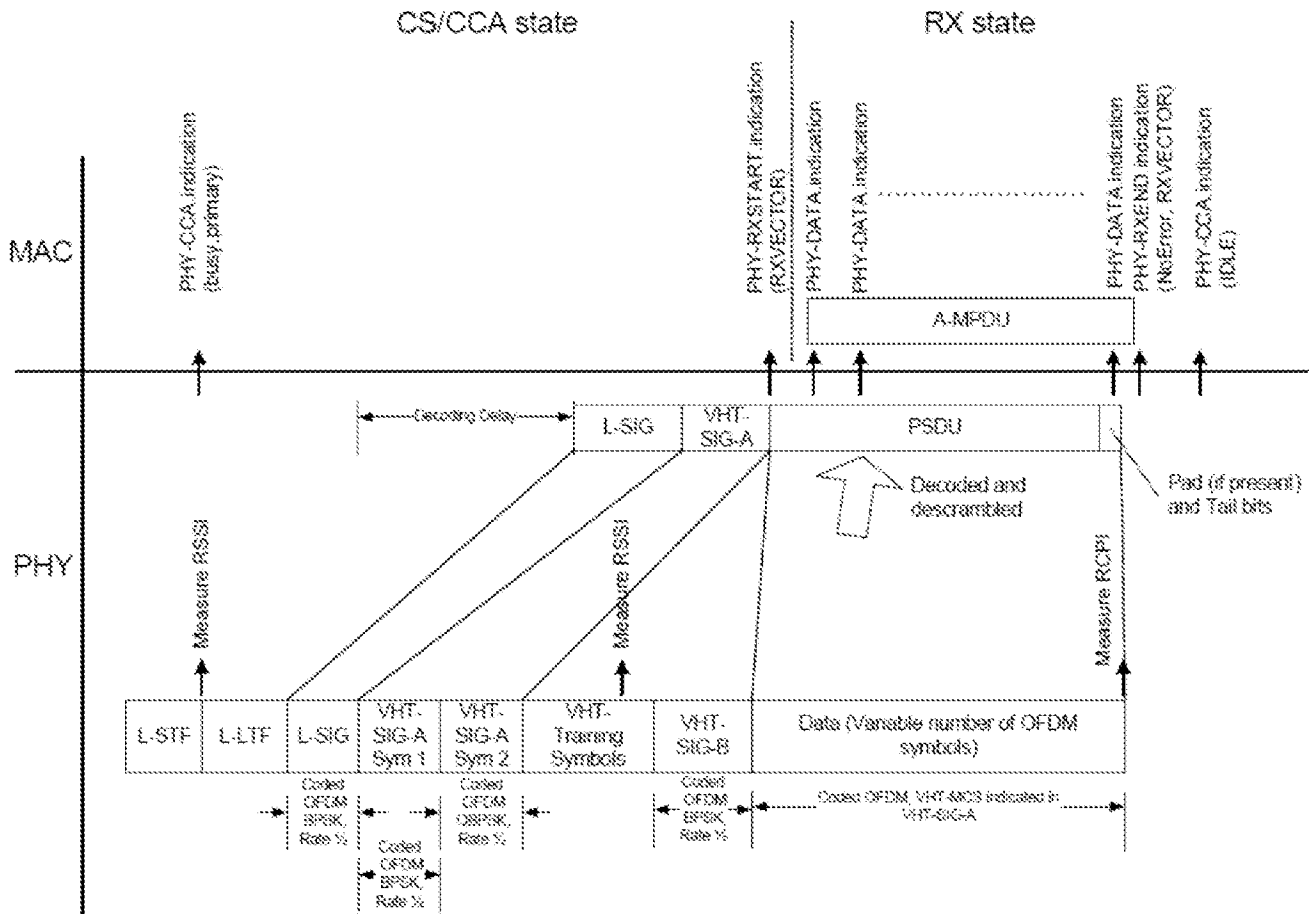 CS/CCA state
RX state
PHY-CCA.indication
(busy,primary)
PHY-RXSTART.indication
(RXVECTOR)
PHY-DATA.indication
PHY-DATA.indication
PHY-DATA.indication
PHY-RXEND.indication
(NoError, RXVECTOR)
PHY-CCA.indication
(IDLE)
MAC
A-MPDU
Decoding Delay
L-SIG
VHT-
SIG-A
PSDU
Decoded and
descrambled
Pad (if present)
and Tail bits
PHY
Measure RSSI
Measure RSSI
Measure RCPI
L-STF
L-LTF
L-SIG
VHT-
SIG-A
Sym 1
VHT-
SIG-A
Sym 2
VHT-
Training
Symbols
VHT-
SIG-B
Data (Variable number of OFDM
symbols)
Coded
OFDM
BPSK,
Rate ½
Coded
OFDM
QBPSK,
Rate ½
Coded
OFDM
BPSK,
Rate ½
Coded OFDM, VHT-MCS indicated in
VHT-SIG-A
Coded
OFDM
BPSK,
Rate ½